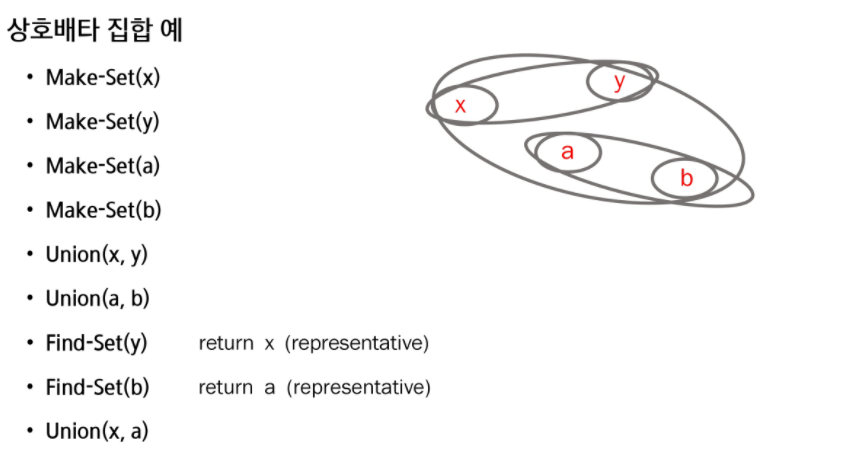 상호배타 집합 예
• Make-Set(x)
• Make-Set(y)
• Make-Set(a)
• Make-Set(b)
• Union(x, y)
• Union(a, b)
• Find-Set(y) return x (representative)
• Find-Set(b) return a (representative)
• Union(x, a)
x
y
a
b